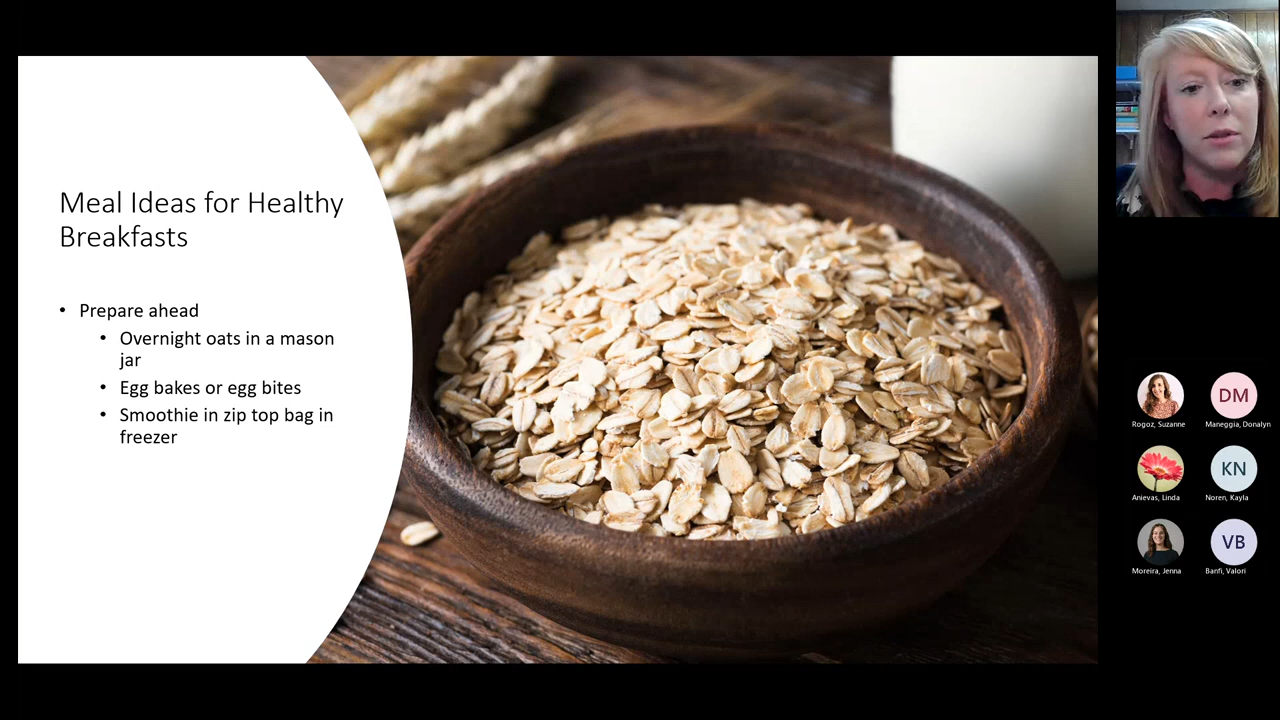 Meal Ideas for Healthy
Breakfasts
• Prepare ahead
• Overnight oats in a mason
jar
• Egg bakes or egg bites
• Smoothie in zip top bag in
freezer
DM
Rogoz, Suzanne
Maneggia, Donalyn
KN
Anievas, Linda
Noren, Kayla
VB
Moreira, Jenna
Banfi, Valori